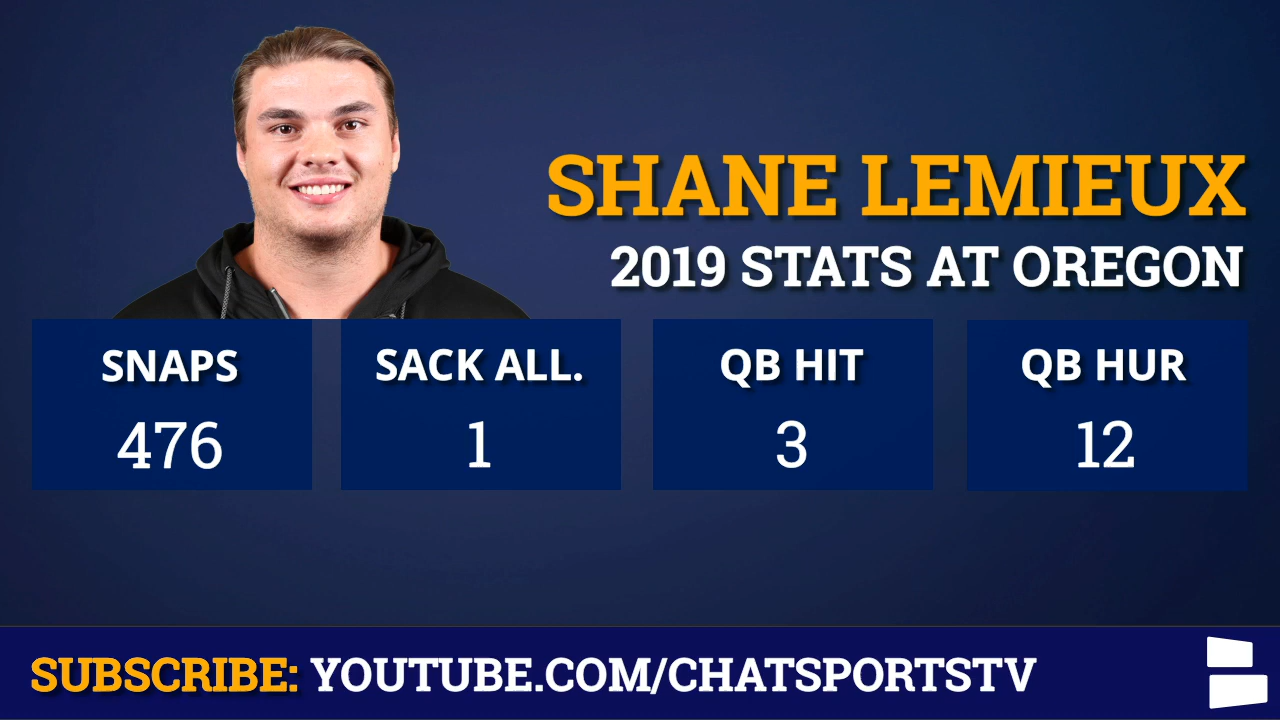 SHANE LEMIEUX
2019 STATS AT OREGON
SNAPS
476
SACK ALL.
1
QB HIT
3
QB HUR
12
SUBSCRIBE: YOUTUBE.COM/CHATSPORTSTV